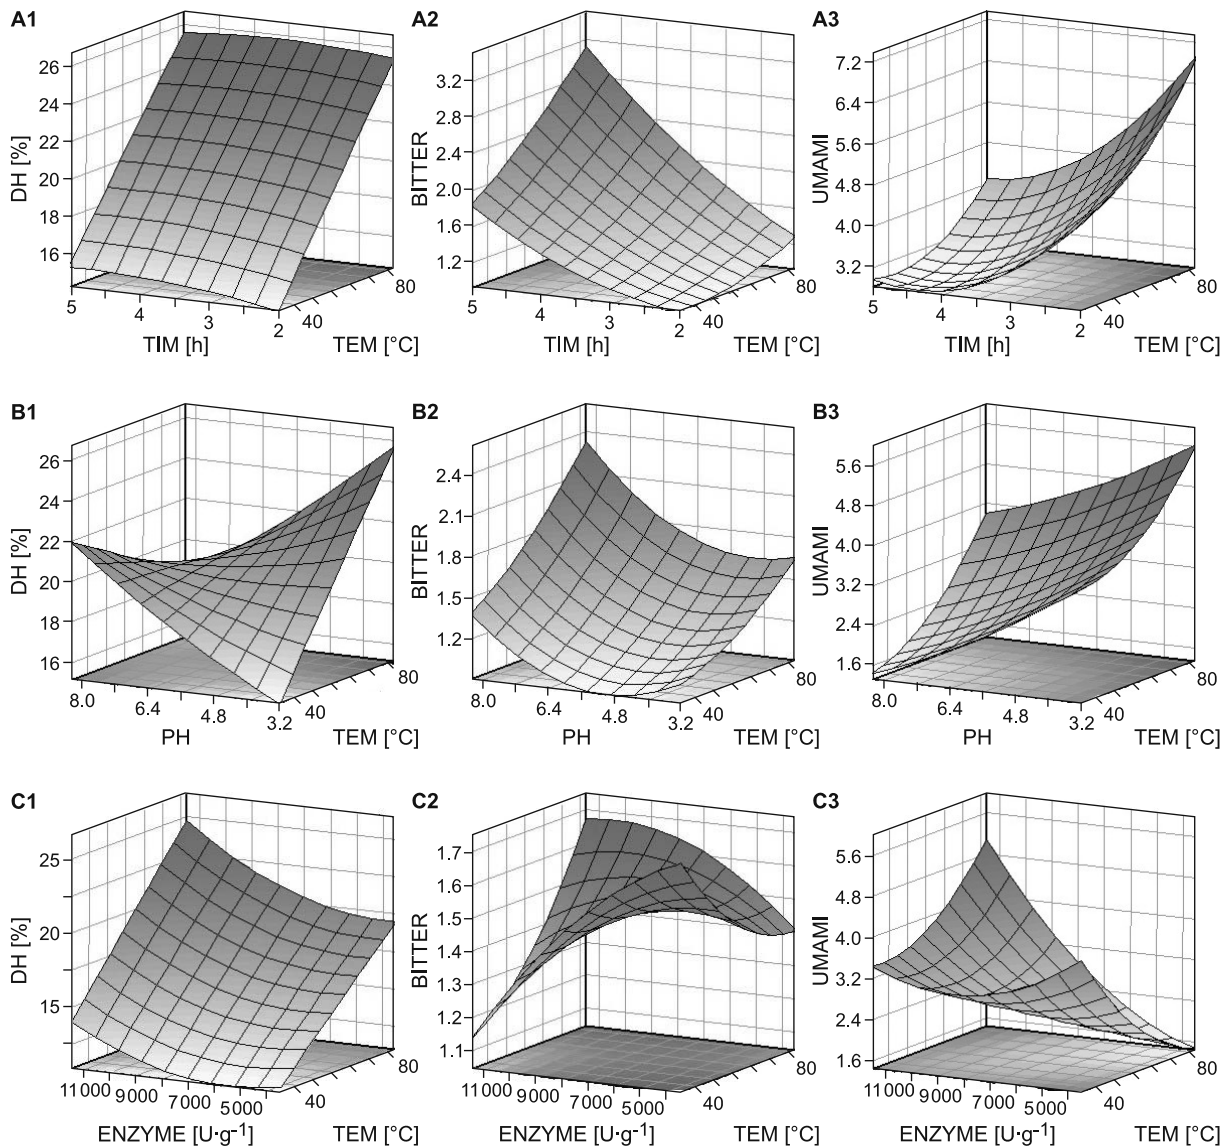 A1 A2 A3
26
24
22
20
18
16
DH [%]
5 4 3 2
40 80
TIM [h] TEM [°C]
3.2
2.8
2.4
2.0
1.6
1.2
BITTER
5 4 3 2
40 80
TIM [h] TEM [°C]
7.2
6.4
5.6
4.8
4.0
3.2
UMAMI
5 4 3 2
40 80
TIM [h] TEM [°C]
B1 B2 B3
26
24
22
20
18
16
DH [%]
8.0 6.4 4.8 3.2
40 80
PH TEM [°C]
2.4
2.1
1.8
1.5
1.2
BITTER
8.0 6.4 4.8 3.2
40 80
PH TEM [°C]
5.6
4.8
4.0
3.2
2.4
1.6
UMAMI
8.0 6.4 4.8 3.2
40 80
PH TEM [°C]
C1 C2 C3
25
20
15
DH [%]
11000 9000 7000 5000
40 80
ENZYME [U·g⁻¹] TEM [°C]
1.7
1.6
1.5
1.4
1.3
1.2
1.1
BITTER
11000 9000 7000 5000
40 80
ENZYME [U·g⁻¹] TEM [°C]
5.6
4.8
4.0
3.2
2.4
1.6
UMAMI
11000 9000 7000 5000
40 80
ENZYME [U·g⁻¹] TEM [°C]